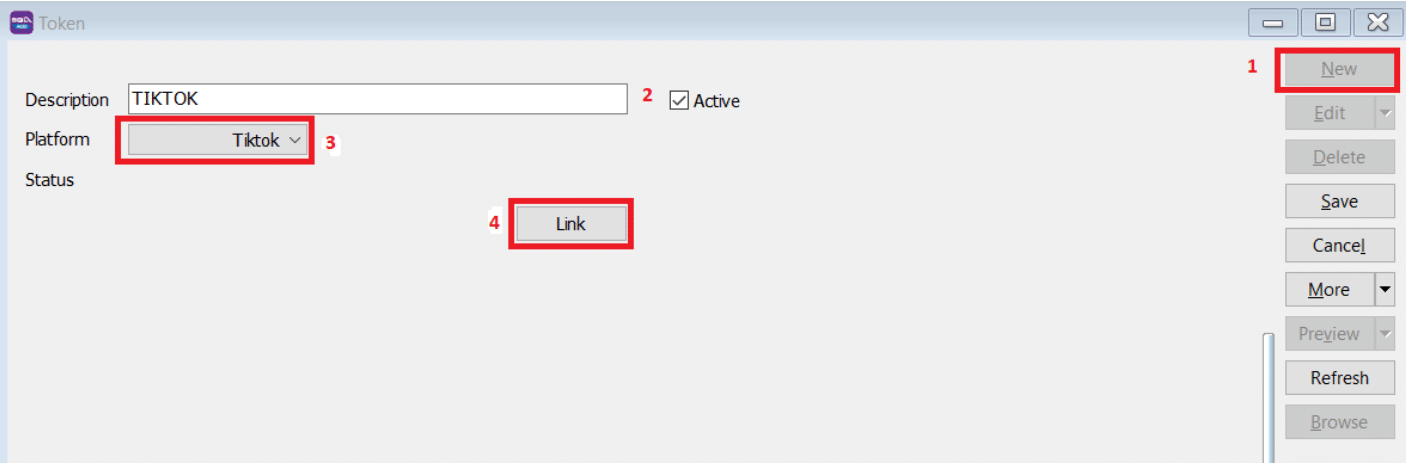 Token
1 New
Description TIKTOK 2 Active
Edit
Platform Tiktok 3
Delete
Status
Save
4 Link
Cancel
More
Preview
Refresh
Browse